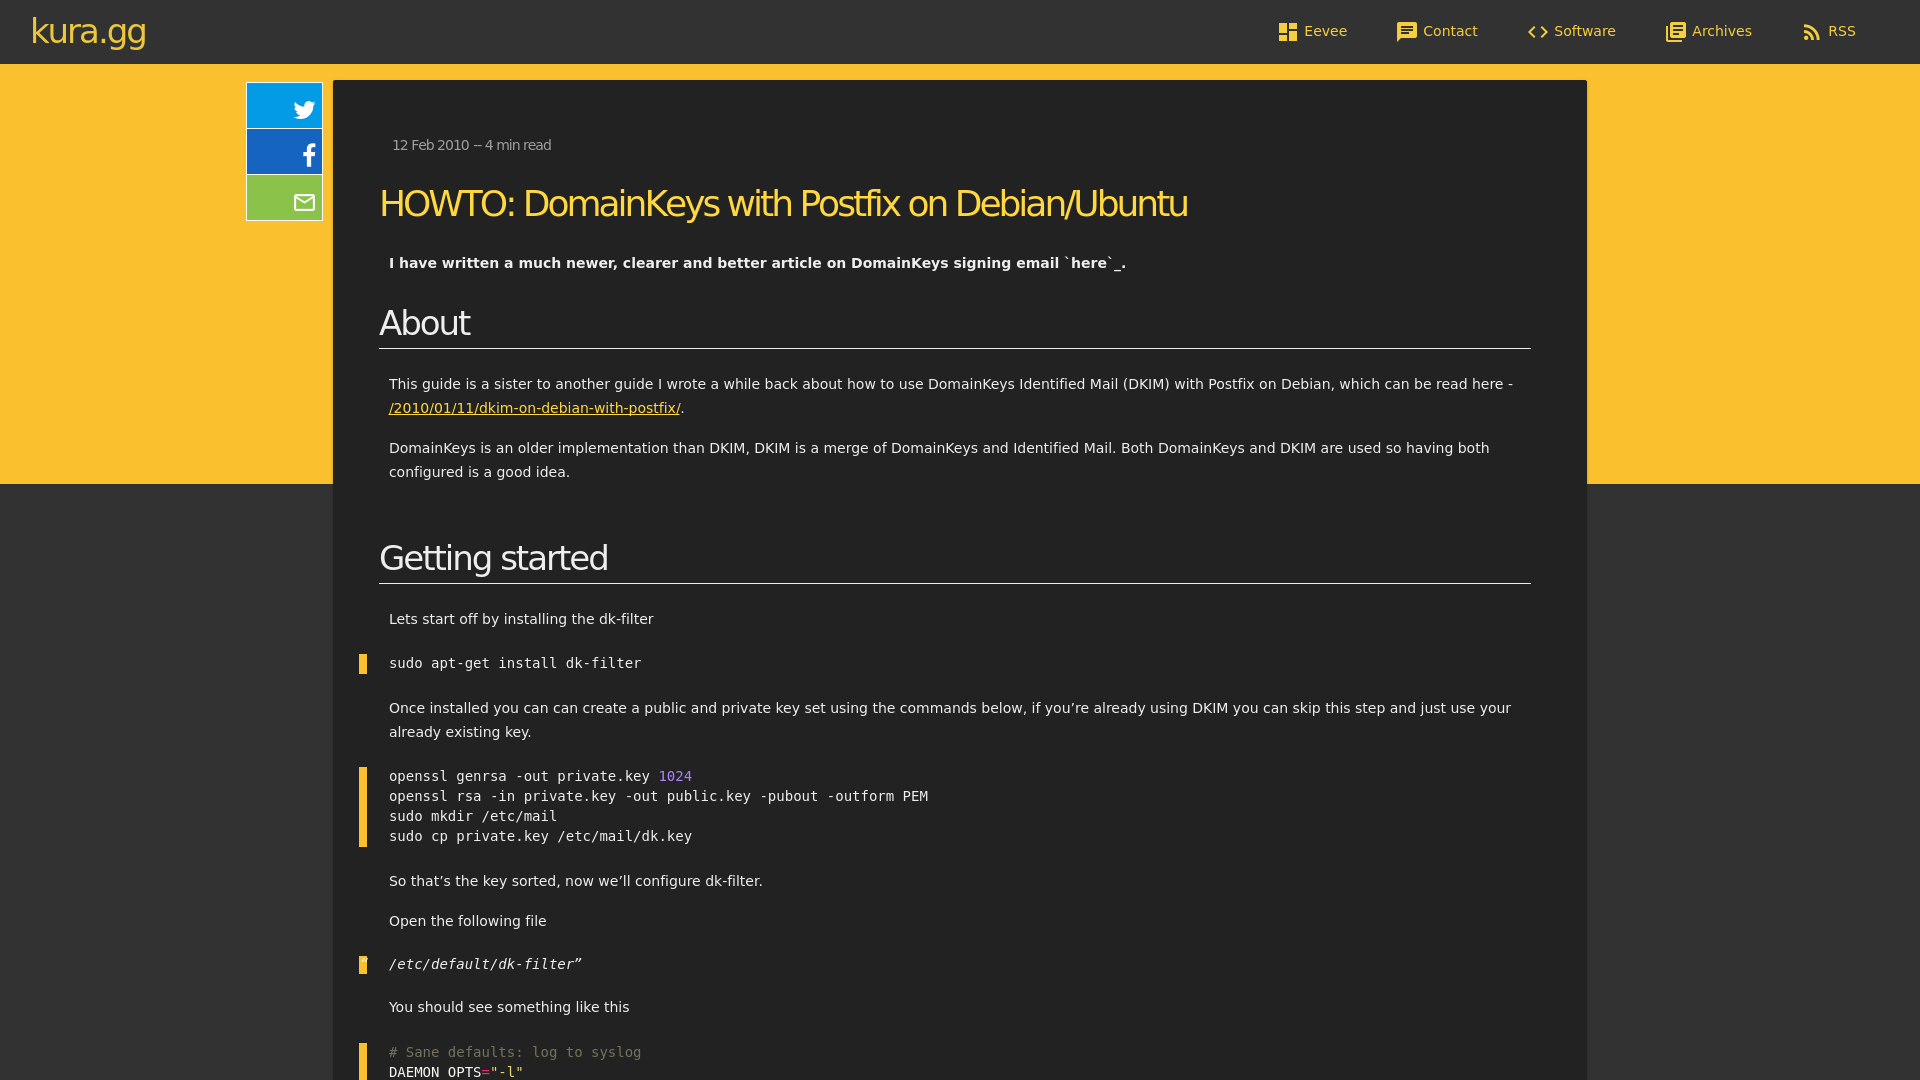 kura.gg
Eevee
Contact
Software
Archives
RSS
12 Feb 2010 -- 4 min read
HOWTO: DomainKeys with Postfix on Debian/Ubuntu
I have written a much newer, clearer and better article on DomainKeys signing email `here`_.
About
This guide is a sister to another guide I wrote a while back about how to use DomainKeys Identified Mail (DKIM) with Postfix on Debian, which can be read here -
/2010/01/11/dkim-on-debian-with-postfix/.
DomainKeys is an older implementation than DKIM, DKIM is a merge of DomainKeys and Identified Mail. Both DomainKeys and DKIM are used so having both
configured is a good idea.
Getting started
Lets start off by installing the dk-filter
sudo apt-get install dk-filter
Once installed you can can create a public and private key set using the commands below, if you’re already using DKIM you can skip this step and just use your
already existing key.
openssl genrsa -out private.key 1024
openssl rsa -in private.key -out public.key -pubout -outform PEM
sudo mkdir /etc/mail
sudo cp private.key /etc/mail/dk.key
So that’s the key sorted, now we’ll configure dk-filter.
Open the following file
“ /etc/default/dk-filter”
You should see something like this
# Sane defaults: log to syslog
DAEMON_OPTS="-l"